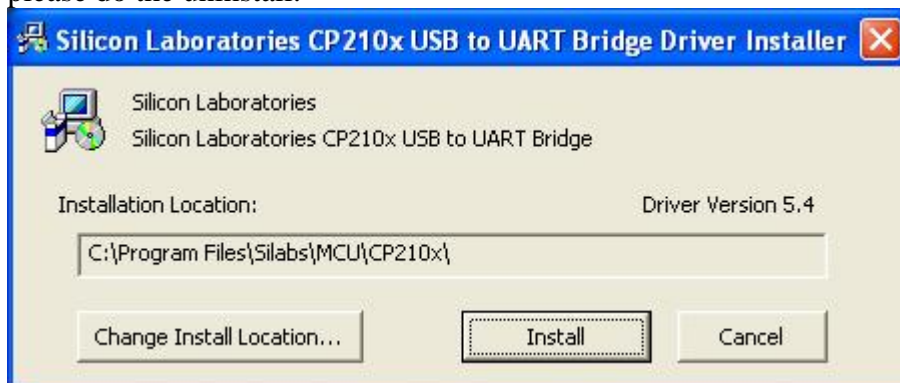 please do the uninstall.
Silicon Laboratories CP210x USB to UART Bridge Driver Installer
Silicon Laboratories
Silicon Laboratories CP210x USB to UART Bridge
Installation Location:
Driver Version 5.4
C:\Program Files\Silabs\MCU\CP210x\
Change Install Location...
Install
Cancel